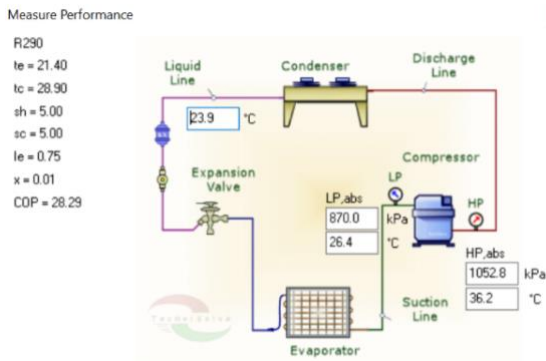 Measure Performance
R290
te = 21.40
tc = 28.90
sh = 5.00
sc = 5.00
le = 0.75
x = 0.01
COP = 28.29
Liquid
Line
Condenser
Discharge
Line
23.9 °C
Expansion
Valve
Compressor
LP
HP
LP,abs
870.0 kPa
26.4 °C
HP,abs
1052.8 kPa
36.2 °C
Suction
Line
Evaporator